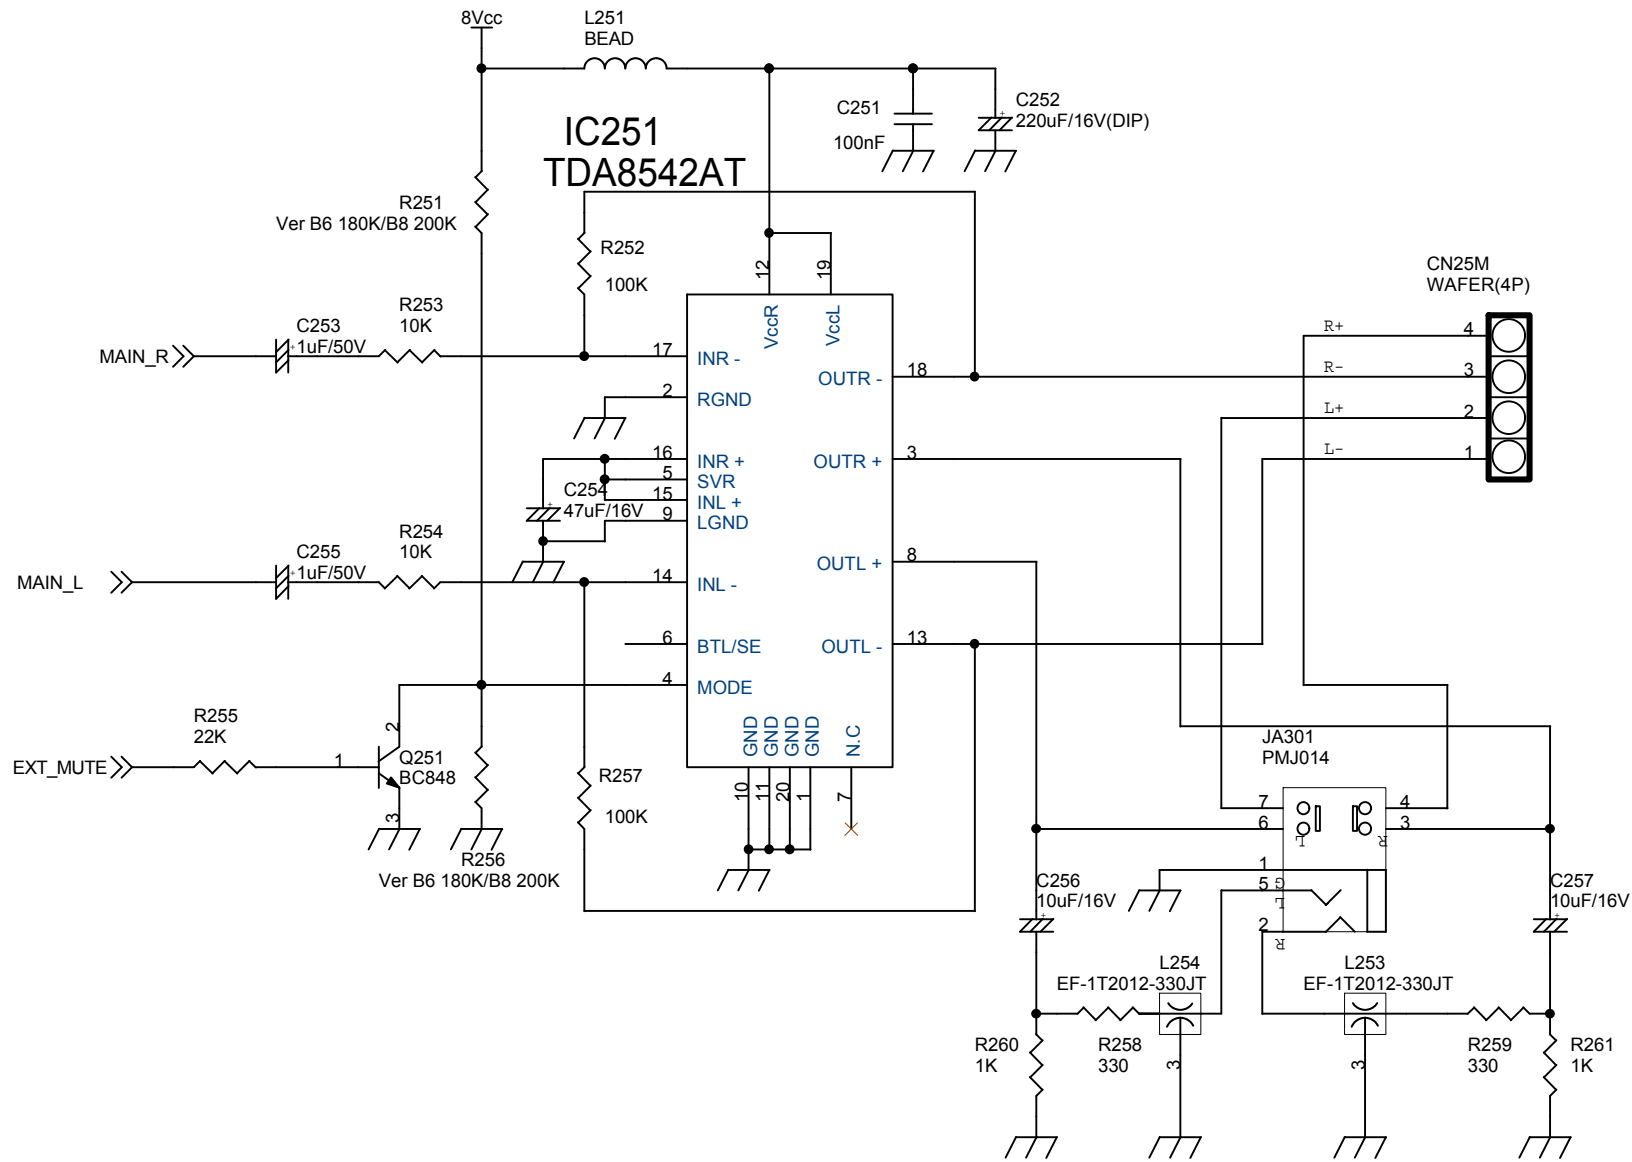 8Vcc
L251
BEAD
C251
100nF
C252
220uF/16V(DIP)
IC251
TDA8542AT
R251
Ver B6 180K/B8 200K
R252
100K
12
19
VccR
VccL
CN25M
WAFER(4P)
R+
4
R-
3
L+
2
L-
1
MAIN_R
C253
+1uF/50V
R253
10K
17
INR -
OUTR -
18
2
RGND
16
INR +
OUTR +
3
5
SVR
15
INL +
9
LGND
C254
+
47uF/16V
MAIN_L
C255
+1uF/50V
R254
10K
14
INL -
OUTL +
8
6
BTL/SE
OUTL -
13
4
MODE
GND
GND
GND
GND
N.C
10
11
20
1
7
EXT_MUTE
R255
22K
1
2
3
Q251
BC848
R256
Ver B6 180K/B8 200K
R257
100K
JA301
PMJ014
7
6
4
3
L
R
1
5
2
G
L
R
C256
+
10uF/16V
C257
+
10uF/16V
L254
EF-1T2012-330JT
L253
EF-1T2012-330JT
R260
1K
R258
330
3
3
R259
330
R261
1K